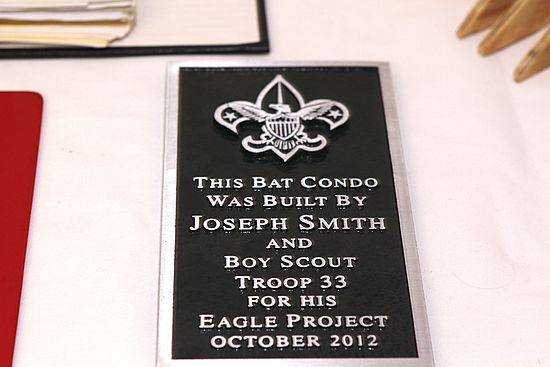 This Bat Condo
Was Built By
Joseph Smith
and
Boy Scout
Troop 33
for his
Eagle Project
October 2012